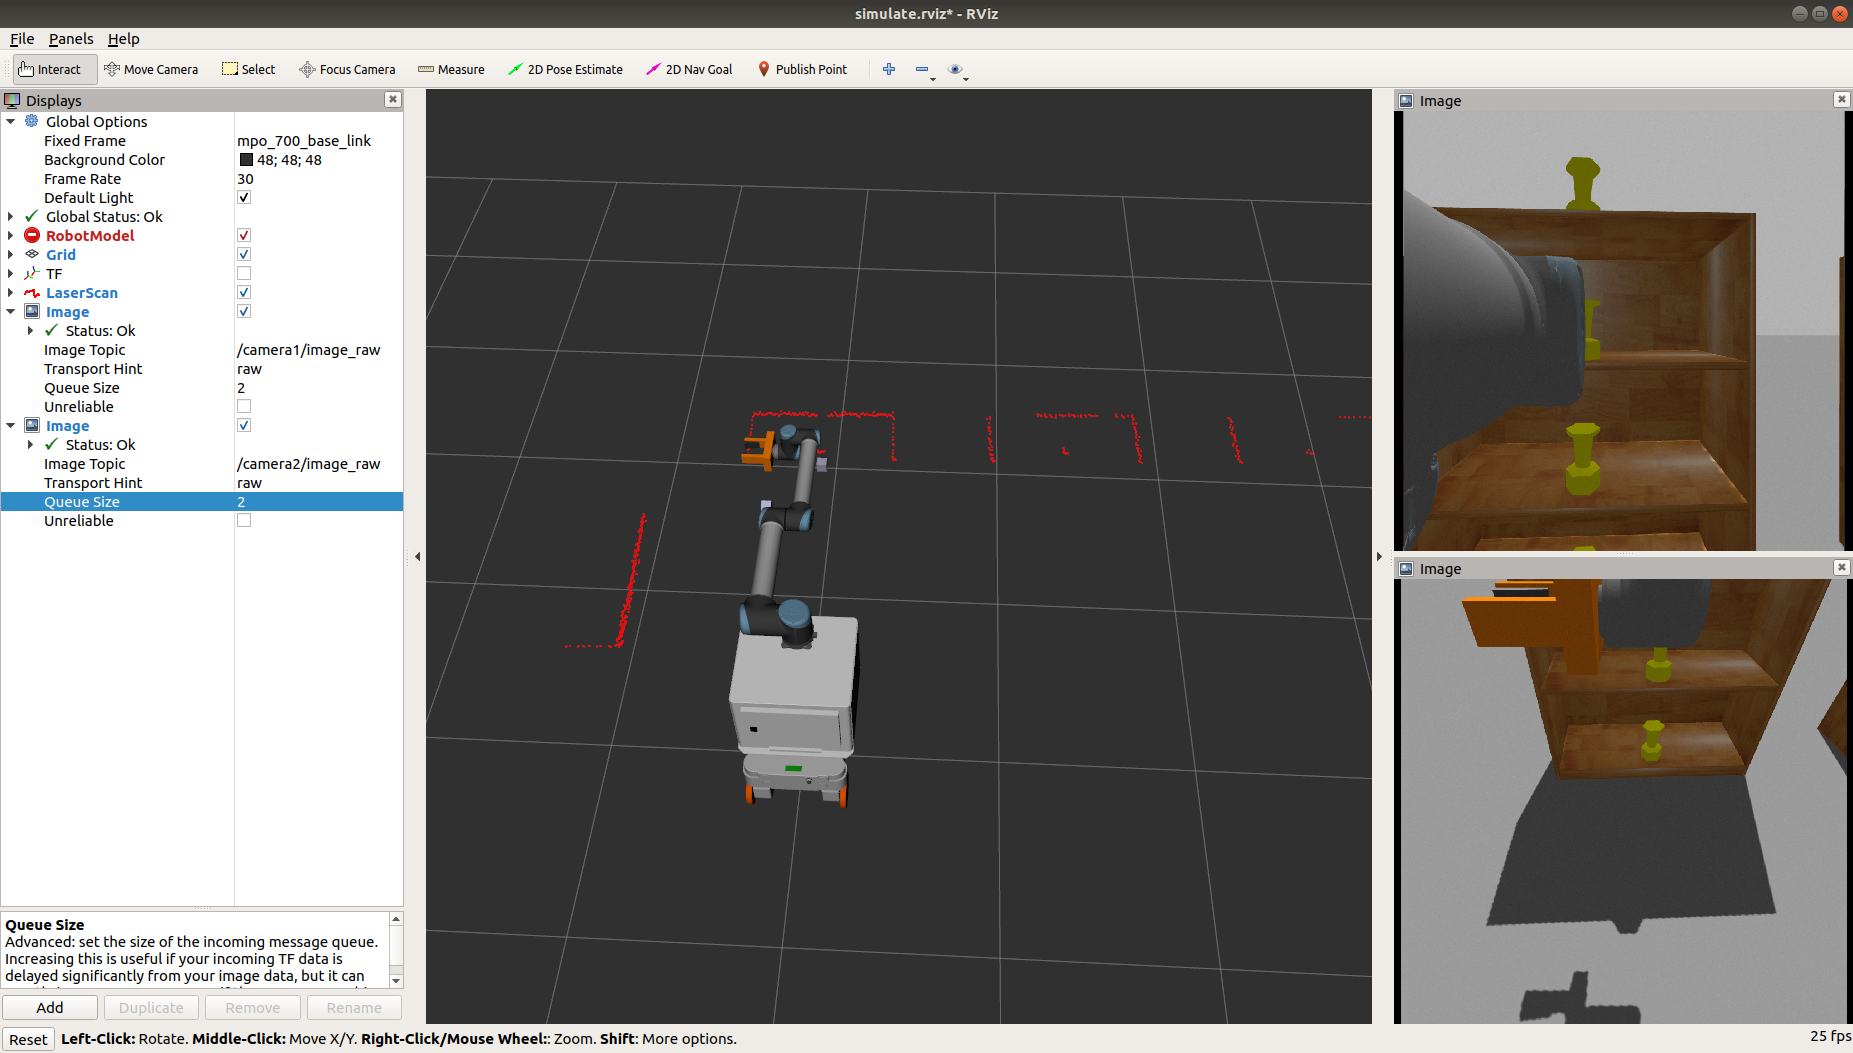 simulate.rviz* - RViz
File Panels Help
Interact Move Camera Select Focus Camera Measure 2D Pose Estimate 2D Nav Goal Publish Point
Displays
Global Options
Fixed Frame mpo_700_base_link
Background Color 48; 48; 48
Frame Rate 30
Default Light
Global Status: Ok
RobotModel
Grid
TF
LaserScan
Image
Status: Ok
Image Topic /camera1/image_raw
Transport Hint raw
Queue Size 2
Unreliable
Image
Status: Ok
Image Topic /camera2/image_raw
Transport Hint raw
Queue Size 2
Unreliable
Queue Size
Advanced: set the size of the incoming message queue.
Increasing this is useful if your incoming TF data is
delayed significantly from your image data, but it can
Add Duplicate Remove Rename
Image
Image
Reset Left-Click: Rotate. Middle-Click: Move X/Y. Right-Click/Mouse Wheel:: Zoom. Shift: More options. 25 fps